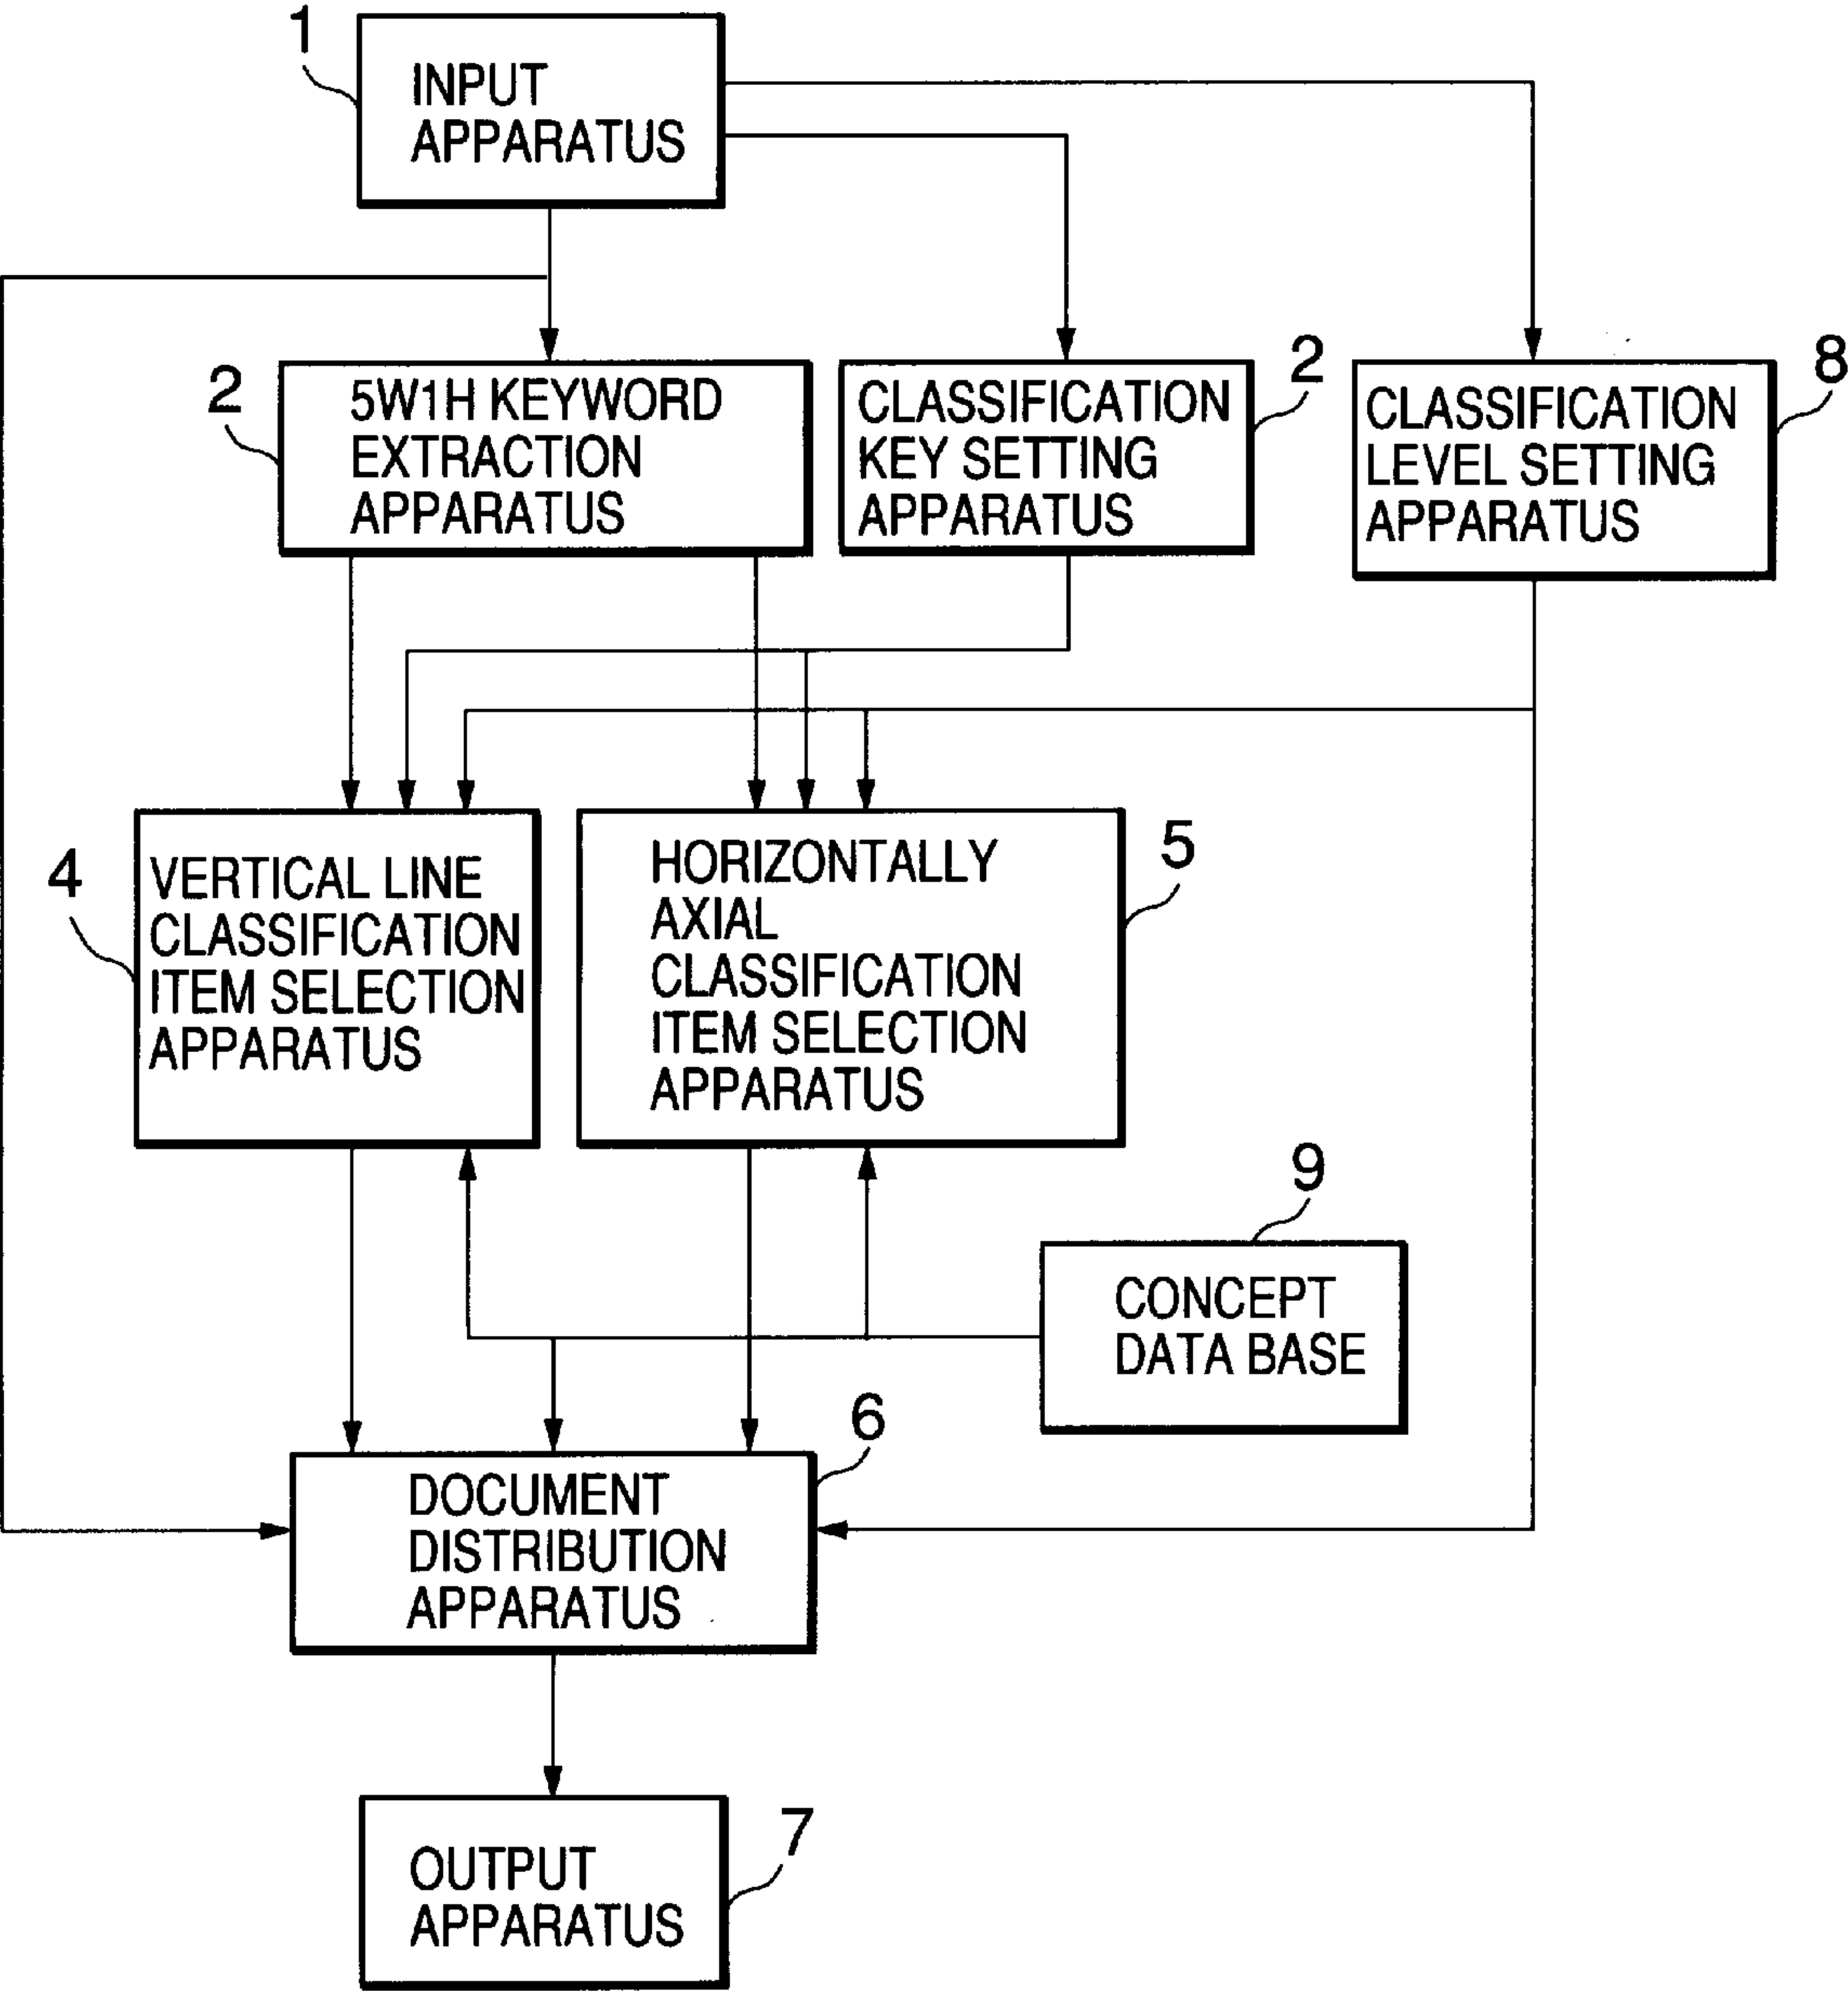 1
INPUT
APPARATUS
2
5W1H KEYWORD
EXTRACTION
APPARATUS
2
CLASSIFICATION
KEY SETTING
APPARATUS
8
CLASSIFICATION
LEVEL SETTING
APPARATUS
4
VERTICAL LINE
CLASSIFICATION
ITEM SELECTION
APPARATUS
5
HORIZONTALLY
AXIAL
CLASSIFICATION
ITEM SELECTION
APPARATUS
9
CONCEPT
DATA BASE
6
DOCUMENT
DISTRIBUTION
APPARATUS
7
OUTPUT
APPARATUS